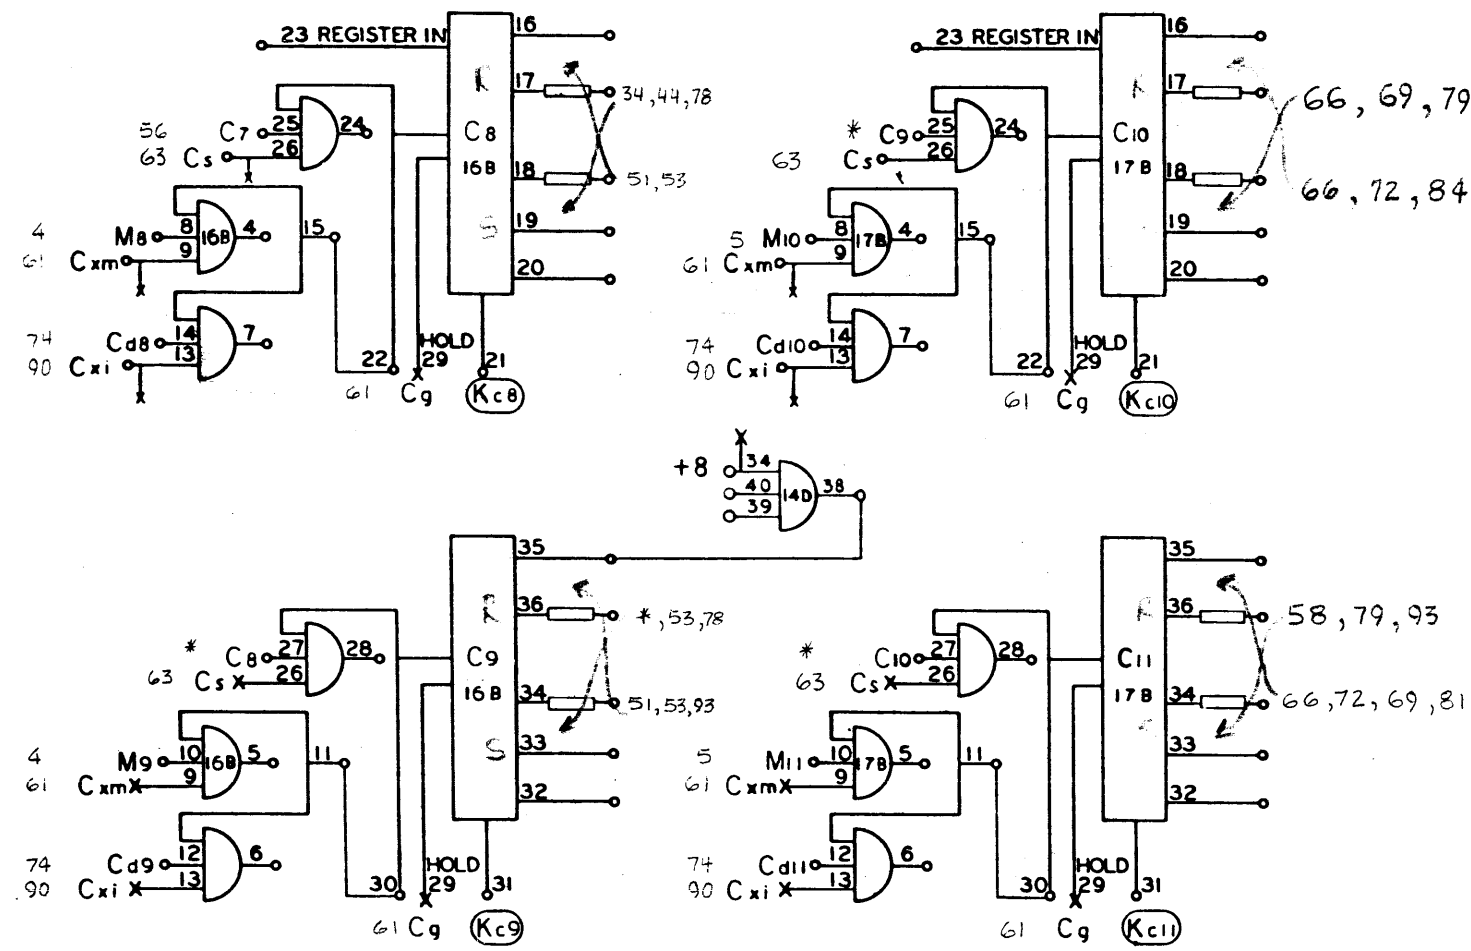 23 REGISTER IN
16
R
17
34, 44, 78
56
C7
25
24
C8
63
Cs
26
16B
18
51, 53
4
M8
8
16B
4
15
S
19
61
Cxm
9
20
74
Cd8
14
7
HOLD
90
Cxi
13
22
29
21
61
Cg
Kc8
23 REGISTER IN
16
17
66, 69, 79
*
C9
25
24
C10
63
Cs
26
17B
18
66, 72, 84
5
M10
8
17B
4
15
19
61
Cxm
9
20
74
Cd10
14
7
HOLD
90
Cxi
13
22
29
21
61
Cg
Kc10
+8
34
40
14D
38
39
35
R
36
*, 53, 78
*
C8
27
28
C9
63
Cs
26
16B
34
51, 53, 93
4
M9
10
16B
5
11
S
33
61
Cxm
9
32
74
Cd9
12
6
HOLD
90
Cxi
13
30
29
31
61
Cg
Kc9
35
36
58, 79, 93
*
C10
27
28
C11
63
Cs
26
17B
34
66, 72, 69, 81
5
M11
10
17B
5
11
33
61
Cxm
9
32
74
Cd11
12
6
HOLD
90
Cxi
13
30
29
31
61
Cg
Kc11